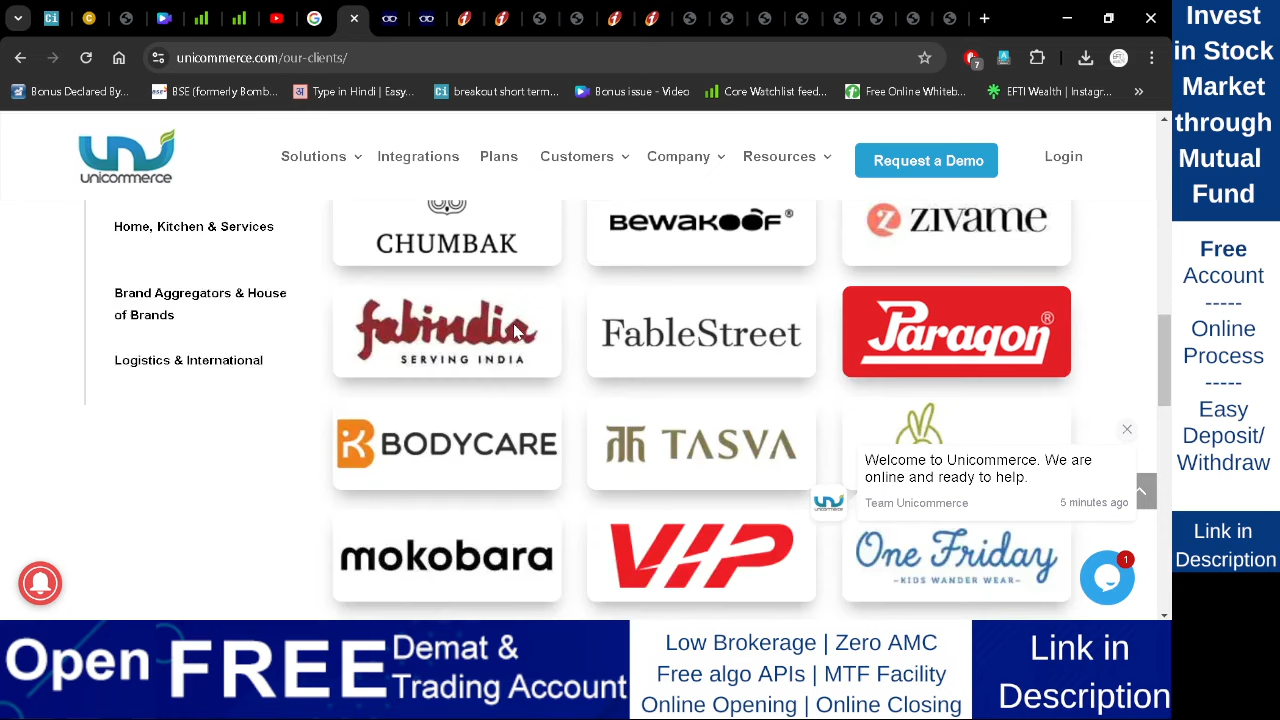 unicommerce.com/our-clients/
7
Bonus Declared By...
BSE (formerly Bomb...
Type in Hindi | Easy...
breakout short term...
Bonus issue - Video
Core Watchlist feed...
Free Online Whiteb...
EFTI Wealth | Instagr...
unicommerce
Solutions
Integrations
Plans
Customers
Company
Resources
Request a Demo
Login
Home, Kitchen & Services
Brand Aggregators & House
of Brands
Logistics & International
CHUMBAK
BEWAKOOF®
zivame
fabindia
SERVING INDIA
FableStreet
Paragon®
BODYCARE
TASVA
mokobara
VIP
One Friday
-KIDS WANDER WEAR-
Welcome to Unicommerce. We are
online and ready to help.
Team Unicommerce
5 minutes ago
1
Invest
in Stock
Market
through
Mutual
Fund
Free
Account
-----
Online
Process
-----
Easy
Deposit/
Withdraw
Link in
Description
Open FREE
Demat &
Trading Account
Low Brokerage | Zero AMC
Free algo APIs | MTF Facility
Online Opening | Online Closing
Link in
Description